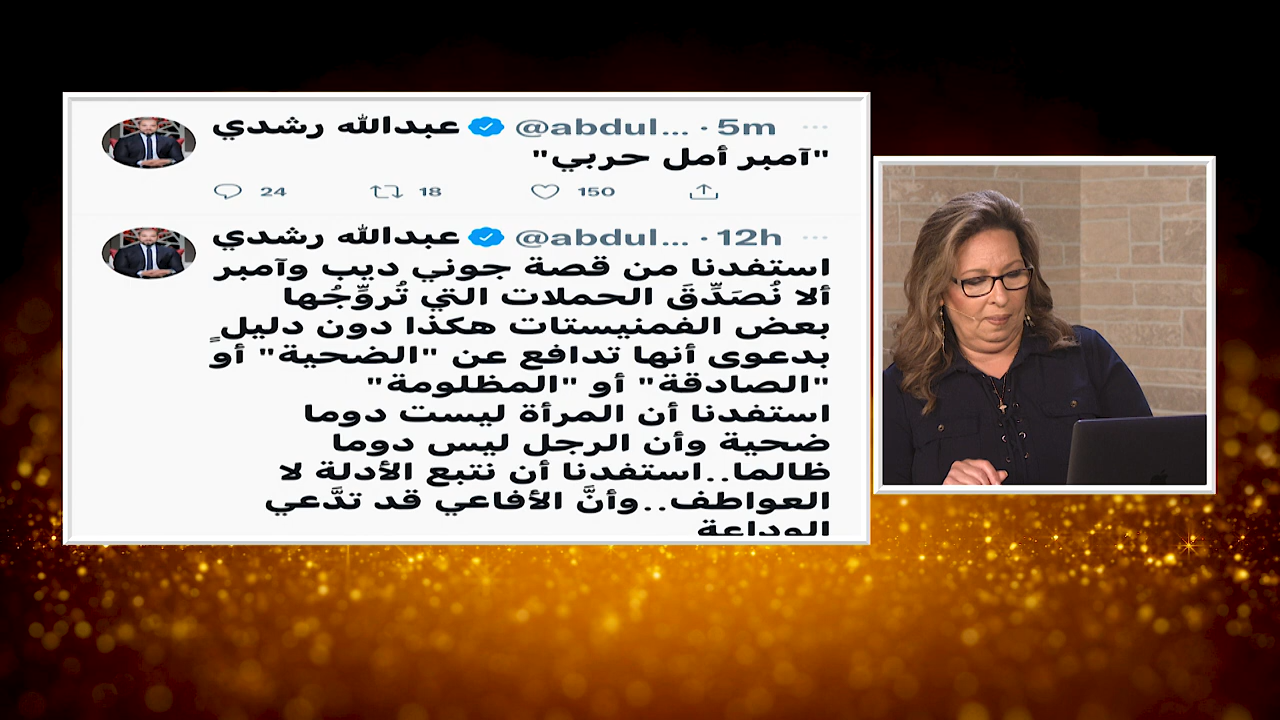 عبدالله رشدي @abdul... · 5m ...
"آمبر أمل حربي"
24 18 150
عبدالله رشدي @abdul... · 12h ...
استفدنا من قصة جوني ديب وآمبر
ألا نُصَدِّقَ الحملات التي تُروِّجُها
بعض الفمنيستات هكذا دون دليلٍ
بدعوى أنها تدافع عن "الضحية" أو
"الصادقة" أو "المظلومة"
استفدنا أن المرأة ليست دوما
ضحية وأن الرجل ليس دوما
ظالما..استفدنا أن نتبع الأدلة لا
العواطف..وأنَّ الأفاعي قد تدَّعي
الوداعة